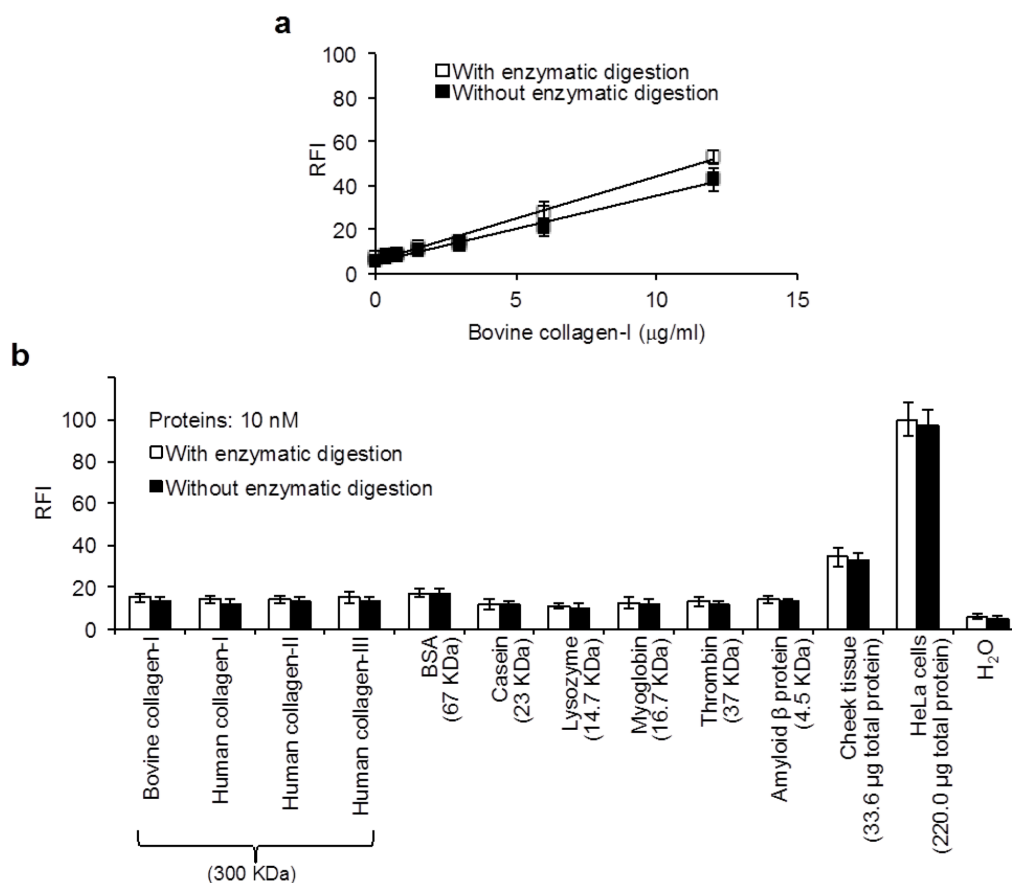 a
100
80
60
40
20
0
RFI
With enzymatic digestion
Without enzymatic digestion
0 5 10 15
Bovine collagen-I (μg/ml)
b
100
80
60
40
20
0
RFI
Proteins: 10 nM
With enzymatic digestion
Without enzymatic digestion
Bovine collagen-I
Human collagen-I
Human collagen-II
Human collagen-III
(300 KDa)
BSA
(67 KDa)
Casein
(23 KDa)
Lysozyme
(14.7 KDa)
Myoglobin
(16.7 KDa)
Thrombin
(37 KDa)
Amyloid β protein
(4.5 KDa)
Cheek tissue
(33.6 μg total protein)
HeLa cells
(220.0 μg total protein)
H₂O